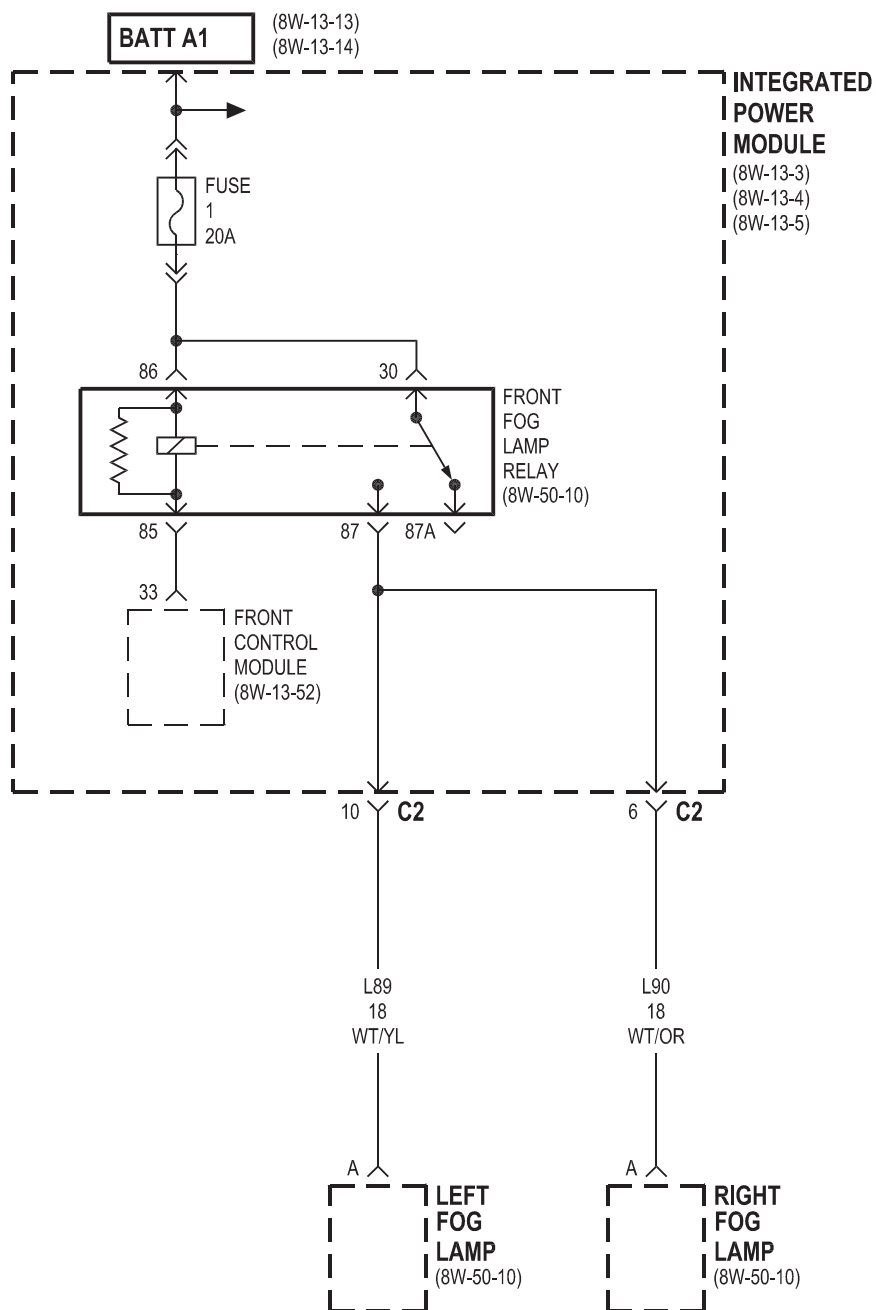 BATT A1
(8W-13-13)
(8W-13-14)
INTEGRATED
POWER
MODULE
(8W-13-3)
(8W-13-4)
(8W-13-5)
FUSE
1
20A
86
30
FRONT
FOG
LAMP
RELAY
(8W-50-10)
85
87
87A
33
FRONT
CONTROL
MODULE
(8W-13-52)
10
C2
6
C2
L89
18
WT/YL
L90
18
WT/OR
A
LEFT
FOG
LAMP
(8W-50-10)
A
RIGHT
FOG
LAMP
(8W-50-10)